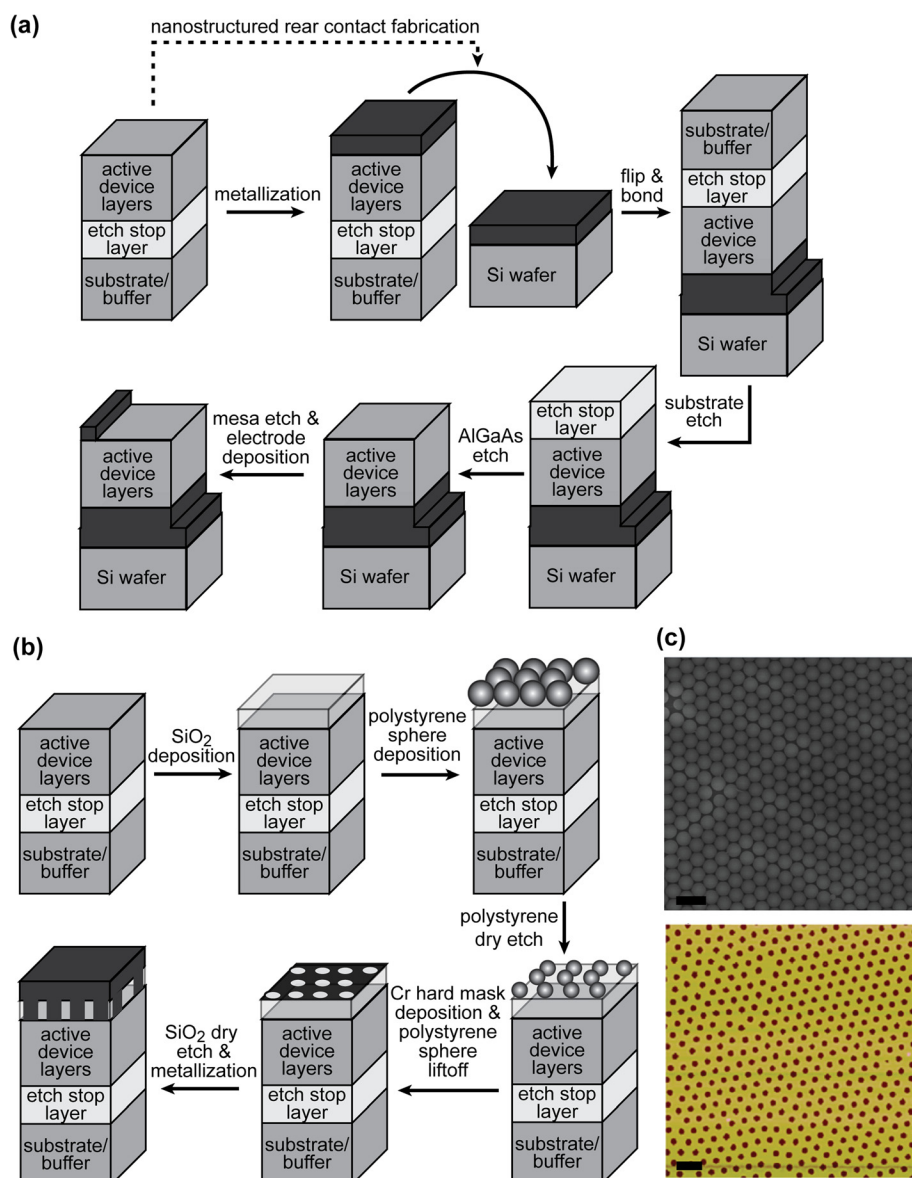 (a)
nanostructured rear contact fabrication
active
device
layers
etch stop
layer
substrate/
buffer
metallization
active
device
layers
etch stop
layer
substrate/
buffer
Si wafer
flip &
bond
substrate/
buffer
etch stop
layer
active
device
layers
Si wafer
substrate
etch
etch stop
layer
active
device
layers
Si wafer
AlGaAs
etch
active
device
layers
Si wafer
mesa etch &
electrode
deposition
active
device
layers
Si wafer
(b)
active
device
layers
etch stop
layer
substrate/
buffer
SiO2
deposition
active
device
layers
etch stop
layer
substrate/
buffer
polystyrene
sphere
deposition
active
device
layers
etch stop
layer
substrate/
buffer
polystyrene
dry etch
active
device
layers
etch stop
layer
substrate/
buffer
Cr hard mask
deposition &
polystyrene
sphere
liftoff
active
device
layers
etch stop
layer
substrate/
buffer
SiO2 dry
etch &
metallization
active
device
layers
etch stop
layer
substrate/
buffer
(c)